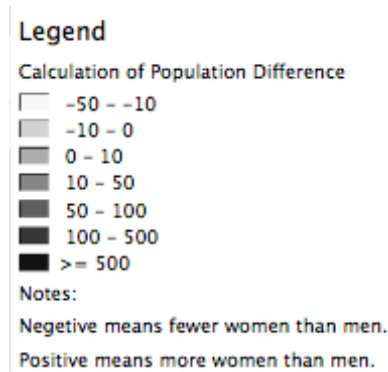 Legend
Calculation of Population Difference
-50 - -10
-10 - 0
0 - 10
10 - 50
50 - 100
100 - 500
>= 500
Notes:
Negetive means fewer women than men.
Positive means more women than men.